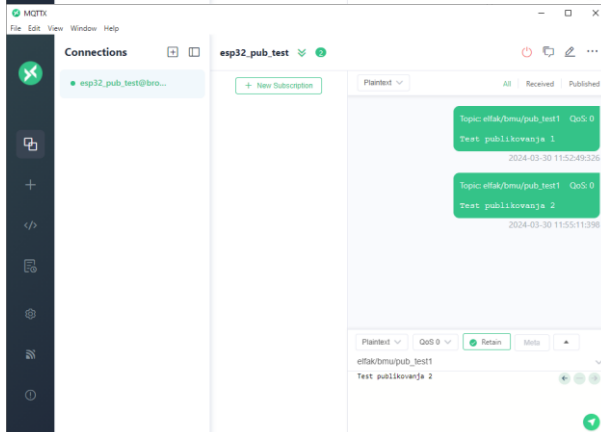 MQTTX
File Edit View Window Help
Connections
esp32_pub_test 2
esp32_pub_test@bro...
+ New Subscription
Plaintext
All Received Published
Topic: elfak/bmu/pub_test1 QoS: 0
Test publikovanja 1
2024-03-30 11:52:49:326
Topic: elfak/bmu/pub_test1 QoS: 0
Test publikovanja 2
2024-03-30 11:55:11:398
Plaintext QoS 0 Retain Meta
elfak/bmu/pub_test1
Test publikovanja 2